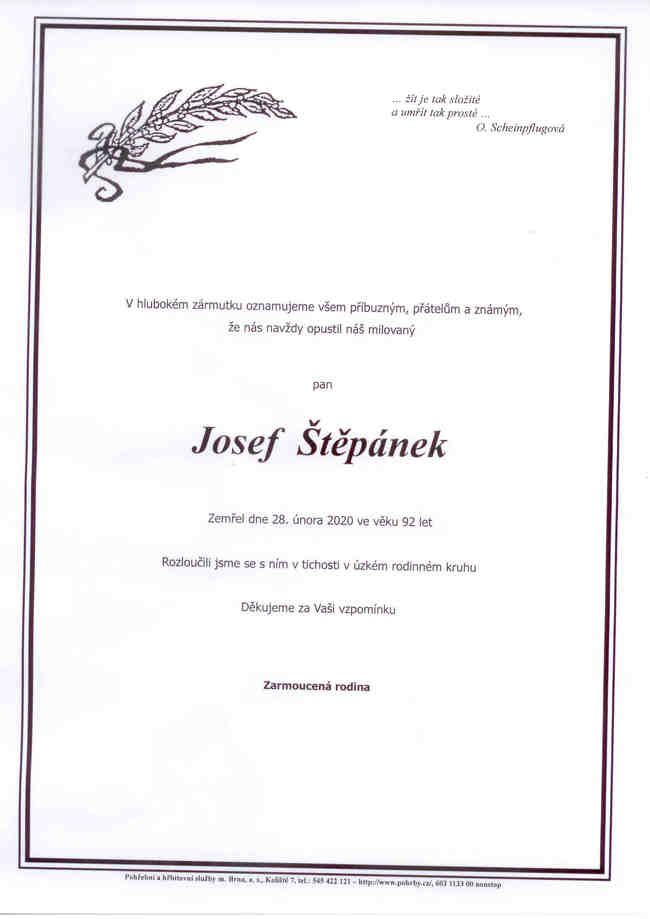 ... žít je tak složité
a umřít tak prosté ...
O. Scheinpflugová
V hlubokém zármutku oznamujeme všem příbuzným, přátelům a známým,
že nás navždy opustil náš milovaný
pan
Josef Štěpánek
Zemřel dne 28. února 2020 ve věku 92 let
Rozloučili jsme se s ním v tichosti v úzkém rodinném kruhu
Děkujeme za Vaši vzpomínku
Zarmoucená rodina
Pohřební a hřbitovní služby m. Brna, a. s., Koliště 7, tel.: 545 422 121 – http://www.pohrby.cz/, 603 1133 00 nonstop